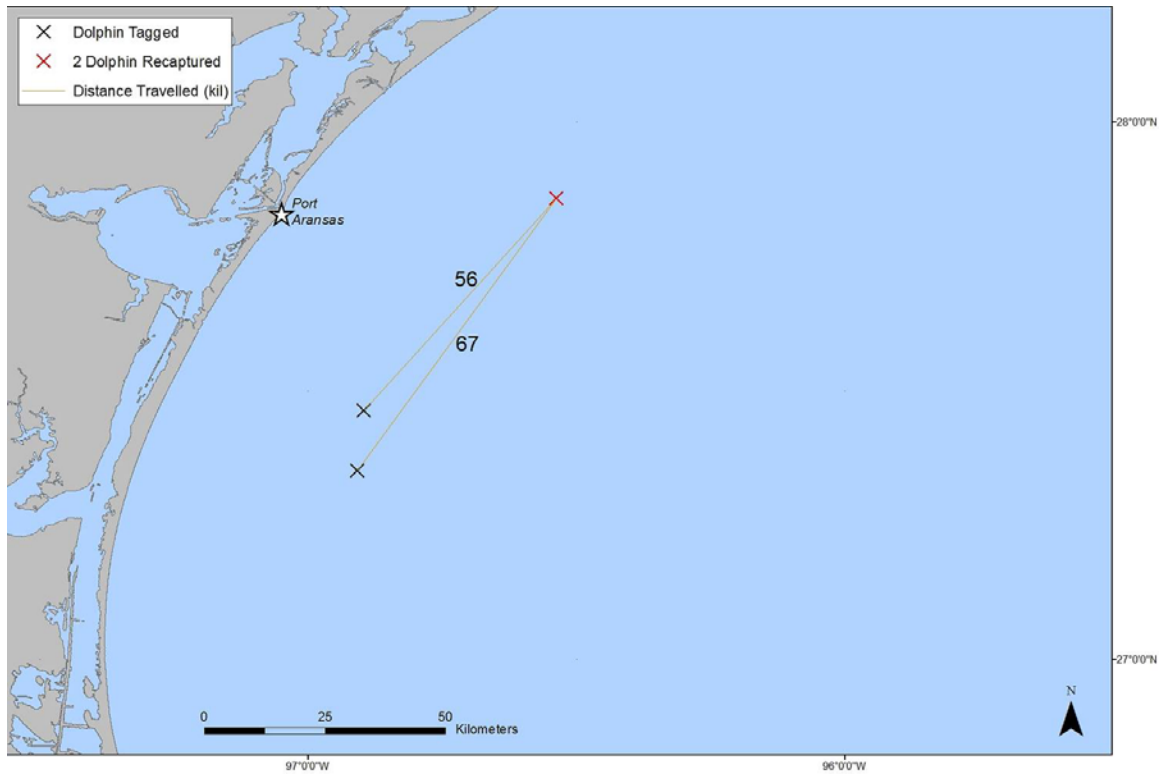 Dolphin Tagged
2 Dolphin Recaptured
Distance Travelled (kil)
28°0'0"N
Port
Aransas
56
67
27°0'0"N
N
0 25 50
Kilometers
97°0'0"W 96°0'0"W